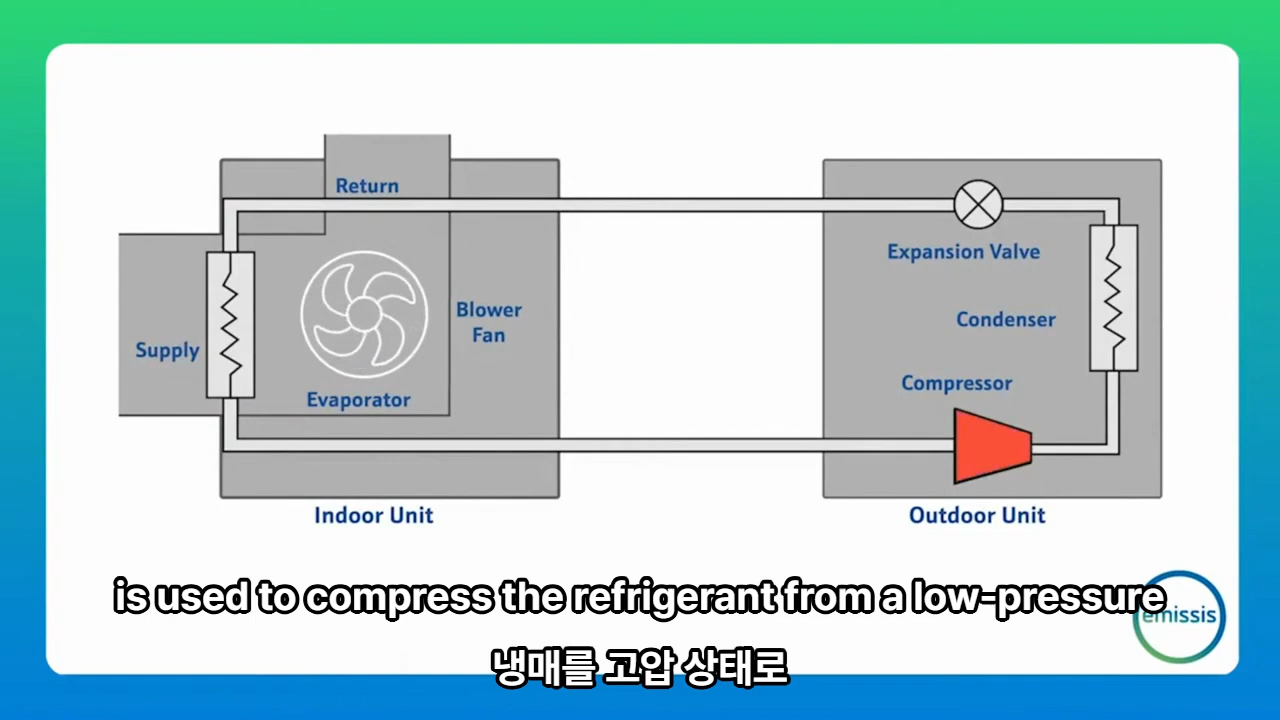 Return
Expansion Valve
Blower
Fan
Condenser
Supply
Compressor
Evaporator
Indoor Unit
Outdoor Unit
is used to compress the refrigerant from a low-pressure
emissis
냉매를 고압 상태로